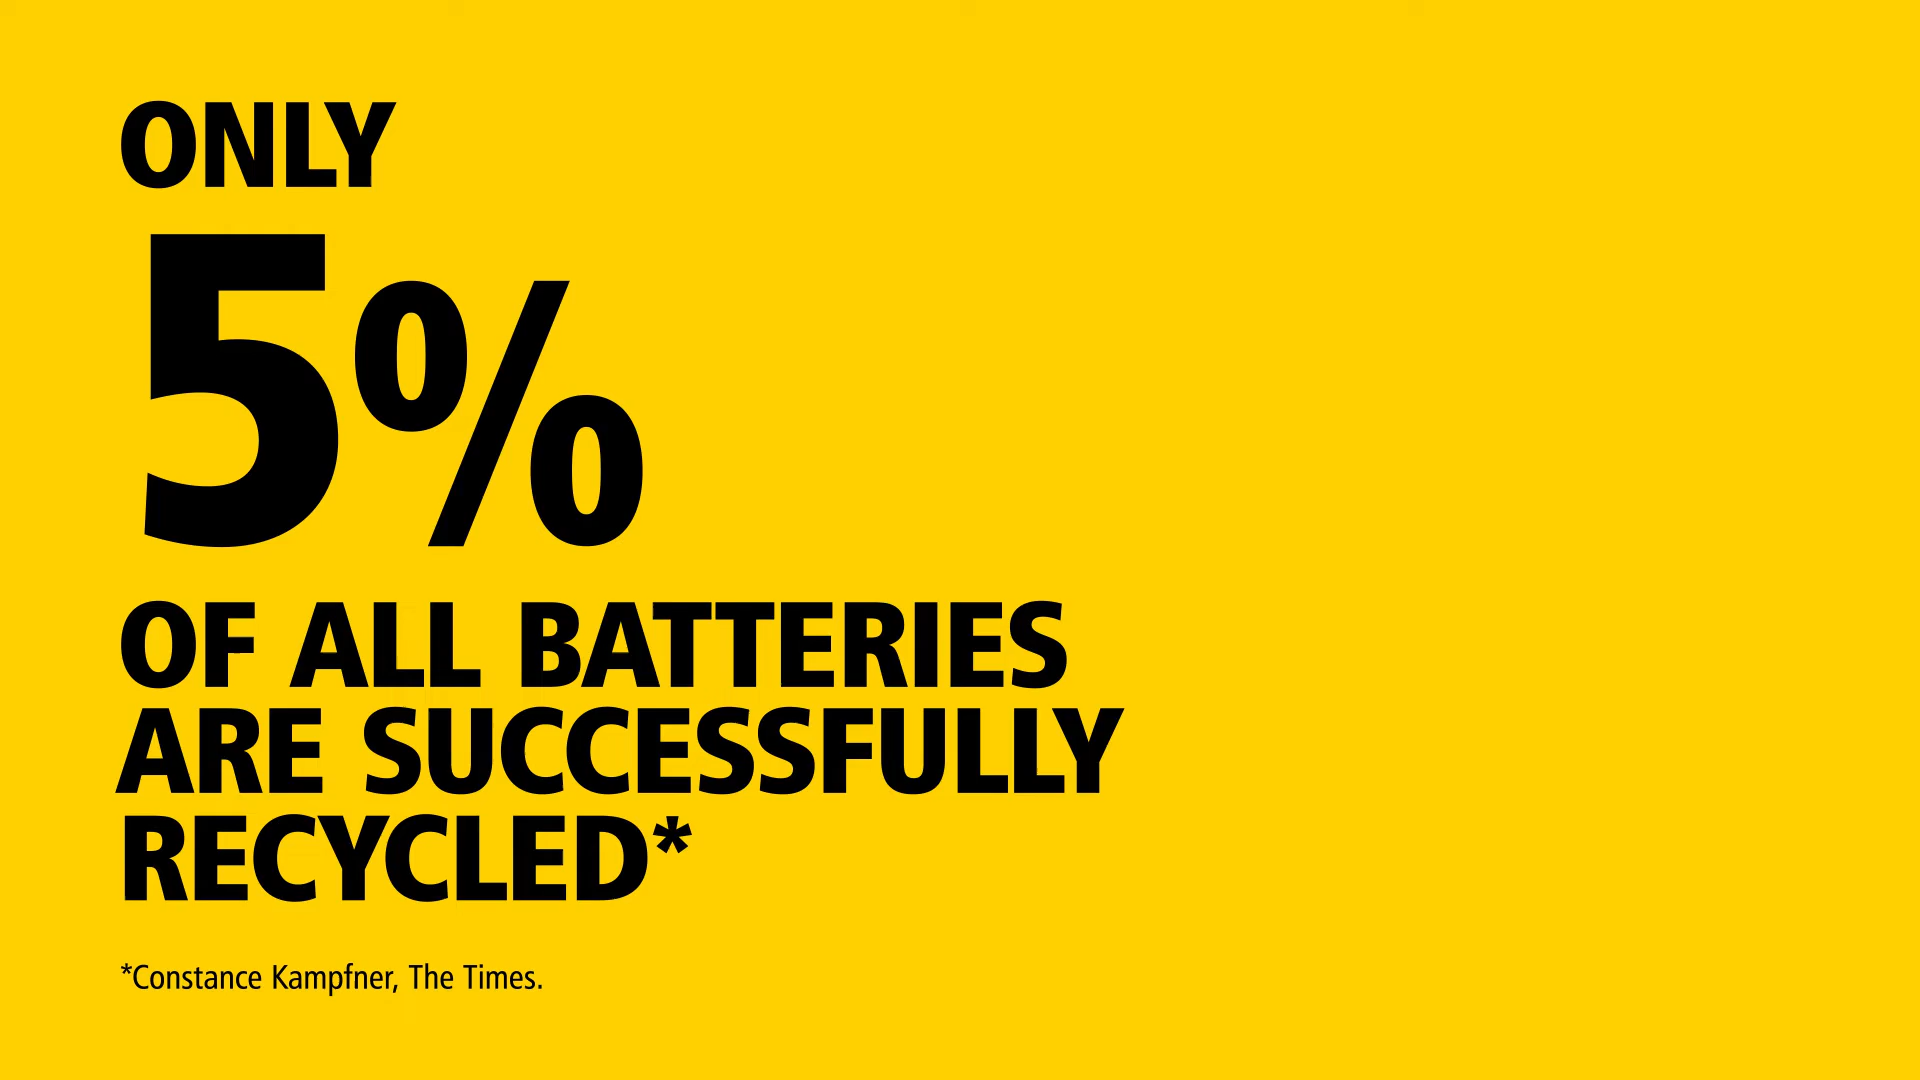 ONLY
5%
OF ALL BATTERIES
ARE SUCCESSFULLY
RECYCLED*
*Constance Kampfner, The Times.